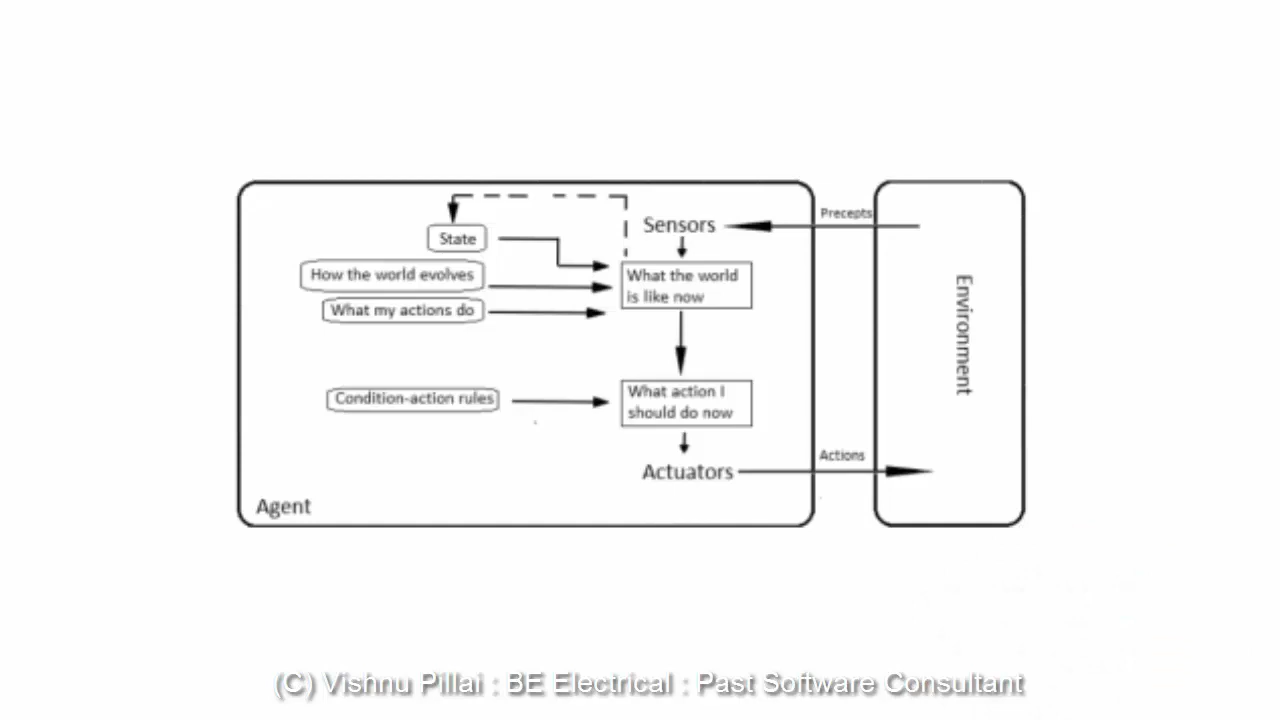 Precepts
Sensors
State
How the world evolves
What the world
is like now
What my actions do
Environment
Condition-action rules
What action I
should do now
Actions
Actuators
Agent
(C) Vishnu Pillai : BE Electrical : Past Software Consultant